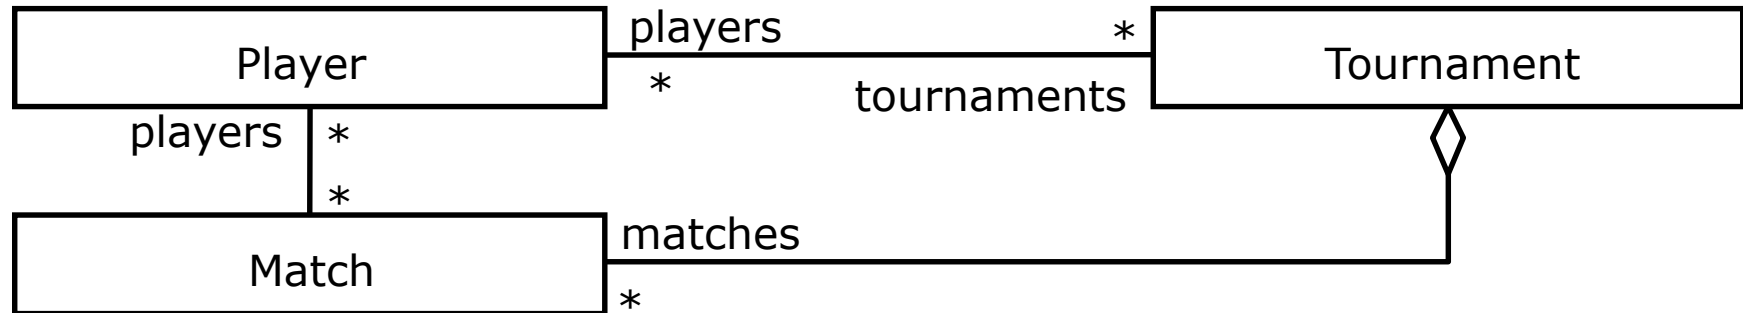 Player
players
*
*
tournaments
Tournament
players
*
*
Match
matches
*